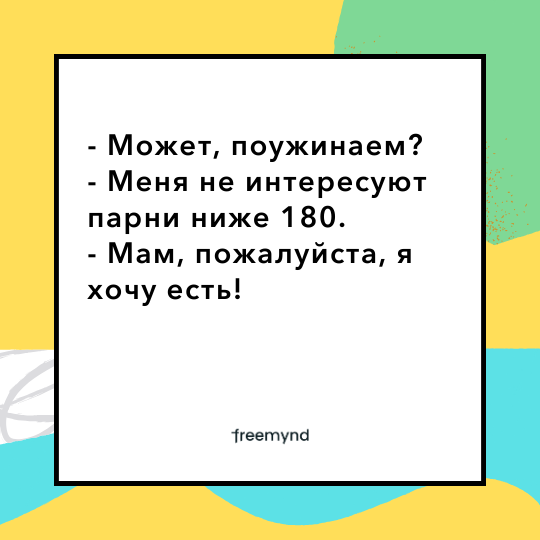 - Может, поужинаем?
- Меня не интересуют
парни ниже 180.
- Мам, пожалуйста, я
хочу есть!
freemynd